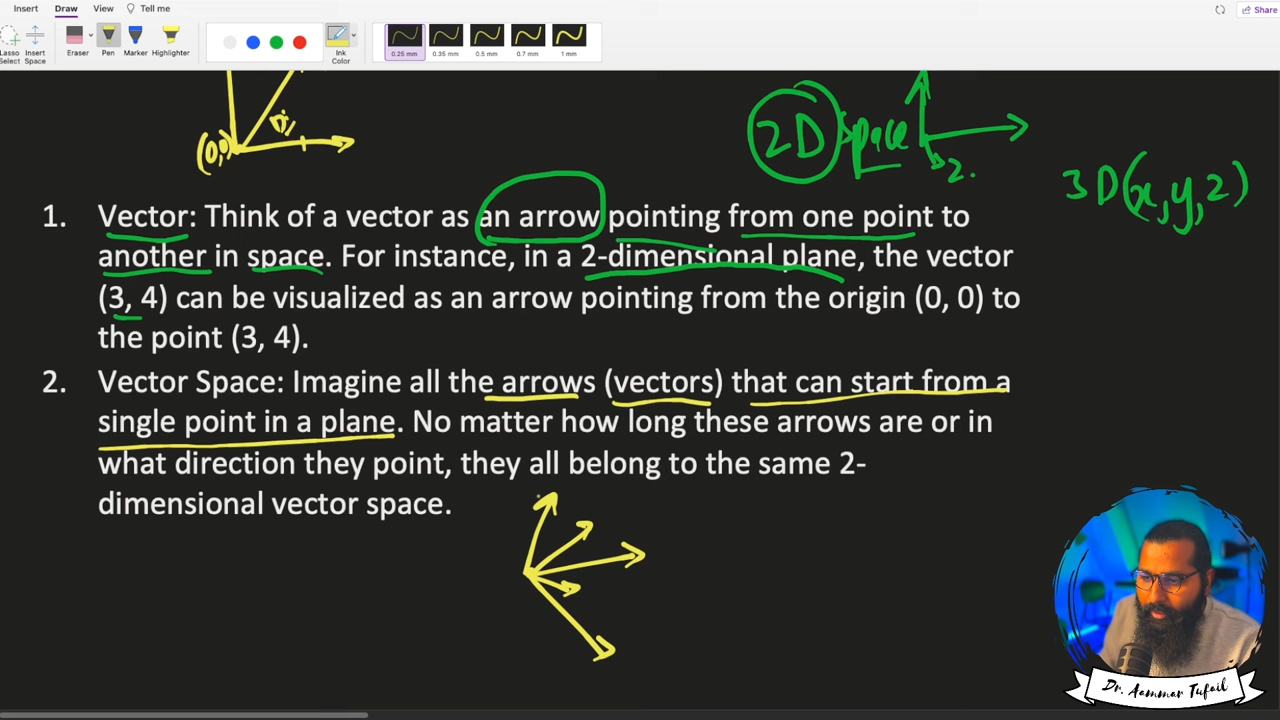 Insert Draw View Tell me
Share
Lasso Select
Insert Space
Eraser
Pen
Marker
Highlighter
Ink Color
0.25 mm 0.35 mm 0.5 mm 0.7 mm 1 mm
(0,0)
2D space
2.
3D(x,y,z)
1. Vector: Think of a vector as an arrow pointing from one point to
another in space. For instance, in a 2-dimensional plane, the vector
(3, 4) can be visualized as an arrow pointing from the origin (0, 0) to
the point (3, 4).
2. Vector Space: Imagine all the arrows (vectors) that can start from a
single point in a plane. No matter how long these arrows are or in
what direction they point, they all belong to the same 2-
dimensional vector space.
Dr. Aammar Tufail